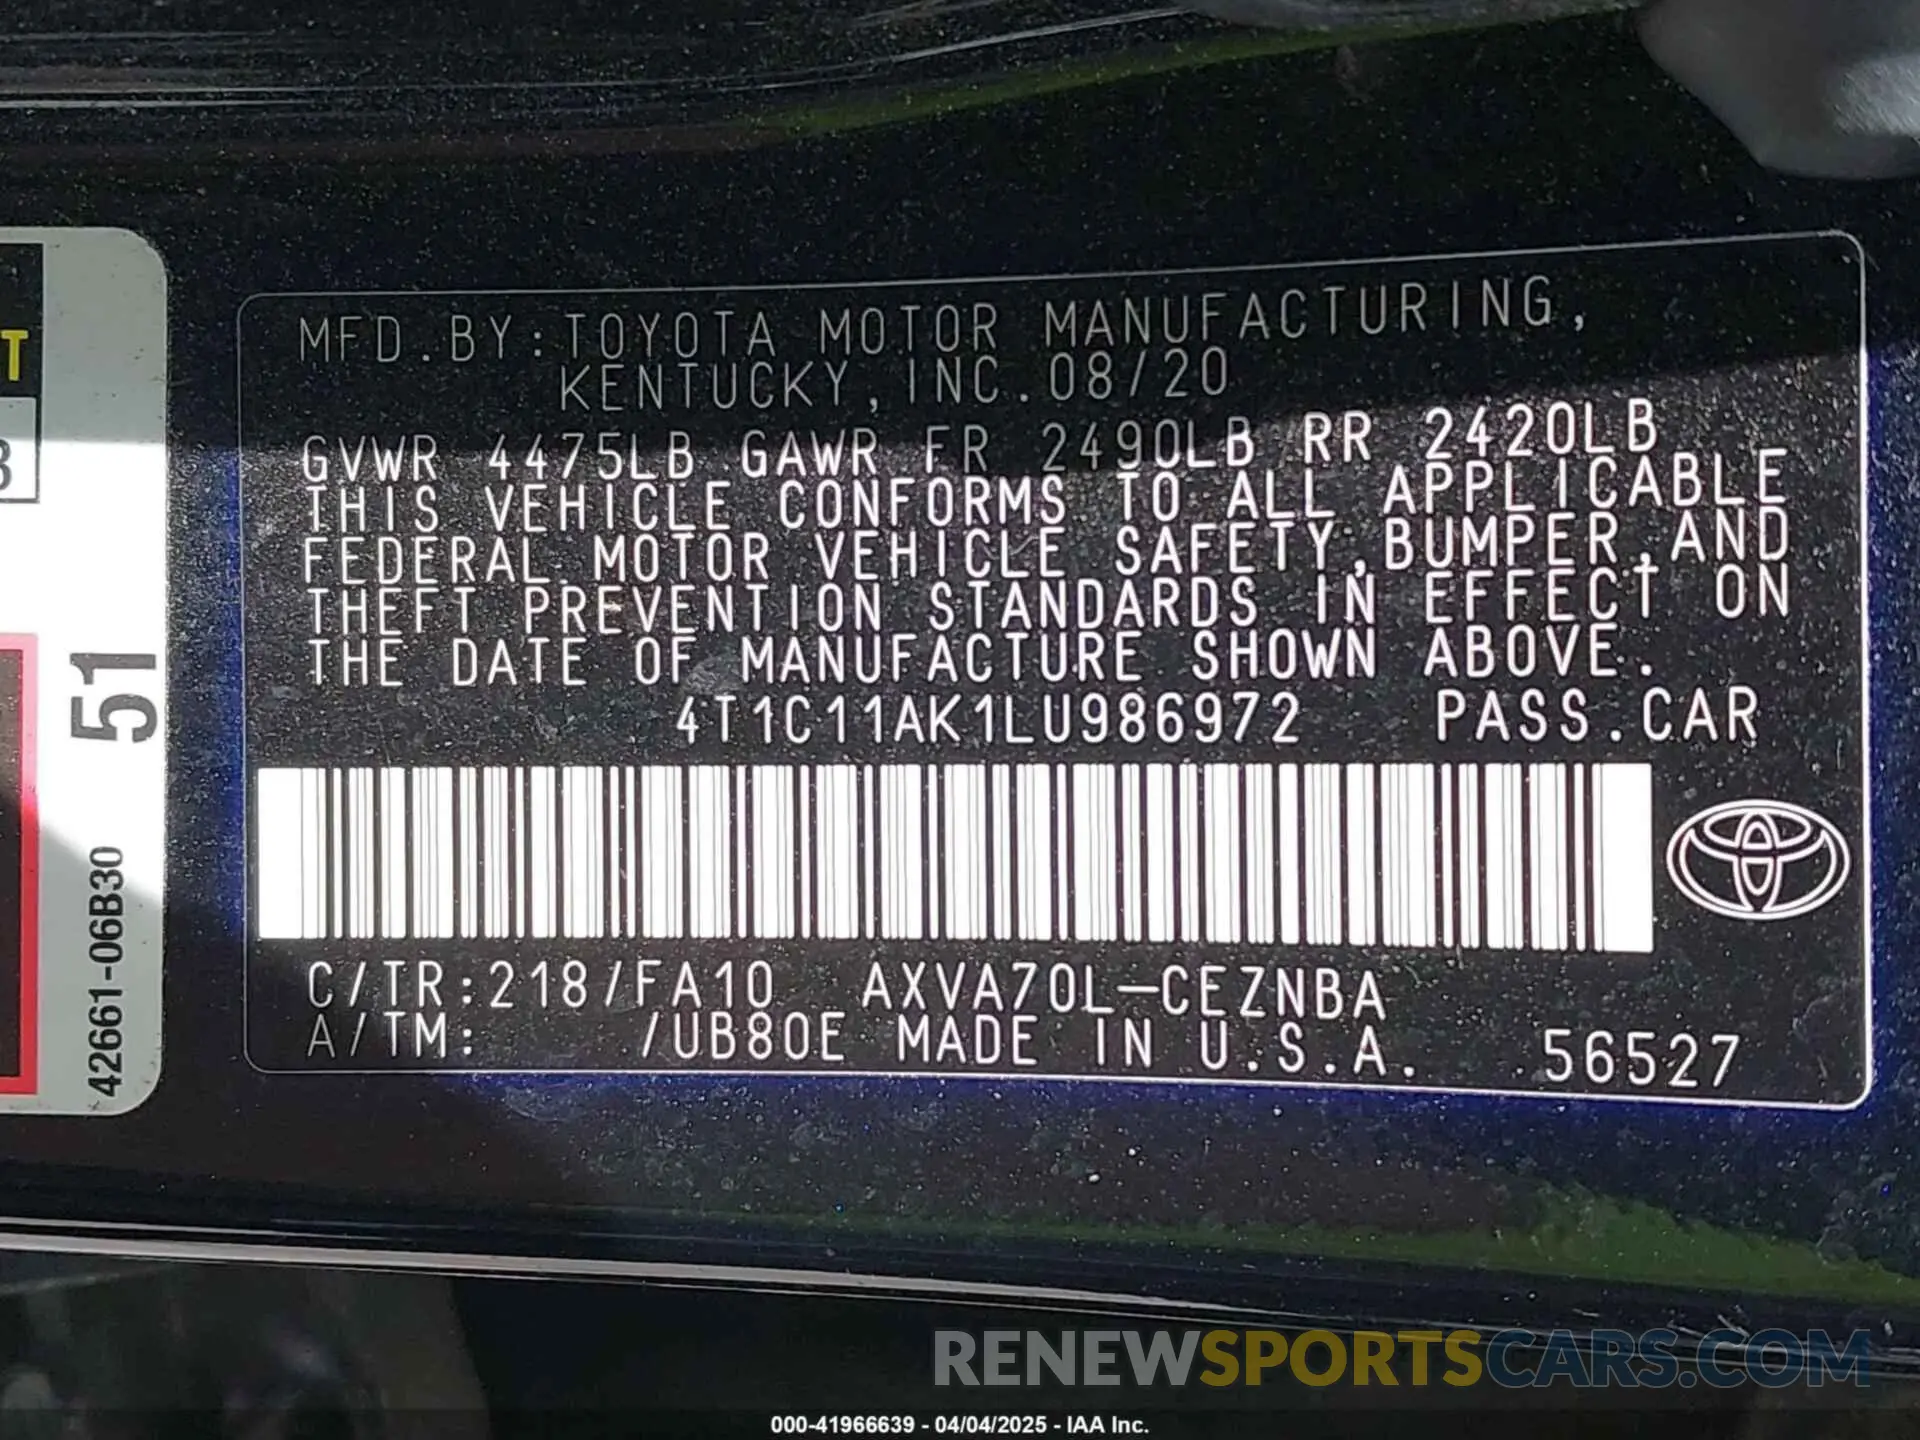 MFD.BY:TOYOTA MOTOR MANUFACTURING,
KENTUCKY,INC.08/20
GVWR 4475LB GAWR FR 2490LB RR 2420LB
THIS VEHICLE CONFORMS TO ALL APPLICABLE
FEDERAL MOTOR VEHICLE SAFETY,BUMPER,AND
THEFT PREVENTION STANDARDS IN EFFECT ON
THE DATE OF MANUFACTURE SHOWN ABOVE.
4T1C11AK1LU986972 PASS.CAR
C/TR:218/FA10 AXVA70L-CEZNBA
A/TM: /UB80E MADE IN U.S.A. 56527
T
3
51
42661-06B30
RENEWSPORTSCARS.COM
000-41966639 - 04/04/2025 - IAA Inc.